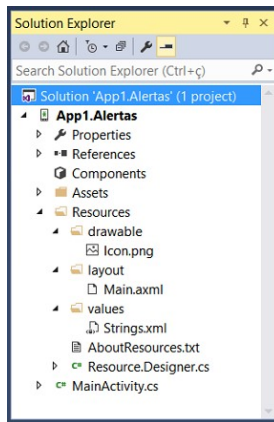 Solution Explorer
Search Solution Explorer (Ctrl+ç)
Solution 'App1.Alertas' (1 project)
App1.Alertas
Properties
References
Components
Assets
Resources
drawable
Icon.png
layout
Main.axml
values
Strings.xml
AboutResources.txt
C# Resource.Designer.cs
C# MainActivity.cs